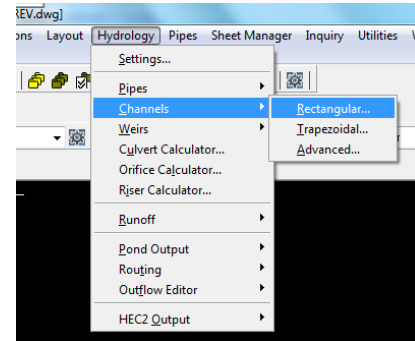 REV.dwg]
Layout Hydrology Pipes Sheet Manager Inquiry Utilities
Settings...
Pipes
Channels
Weirs
Culvert Calculator...
Orifice Calculator...
Riser Calculator...
Runoff
Pond Output
Routing
Outflow Editor
HEC2 Output
Rectangular...
Trapezoidal...
Advanced...